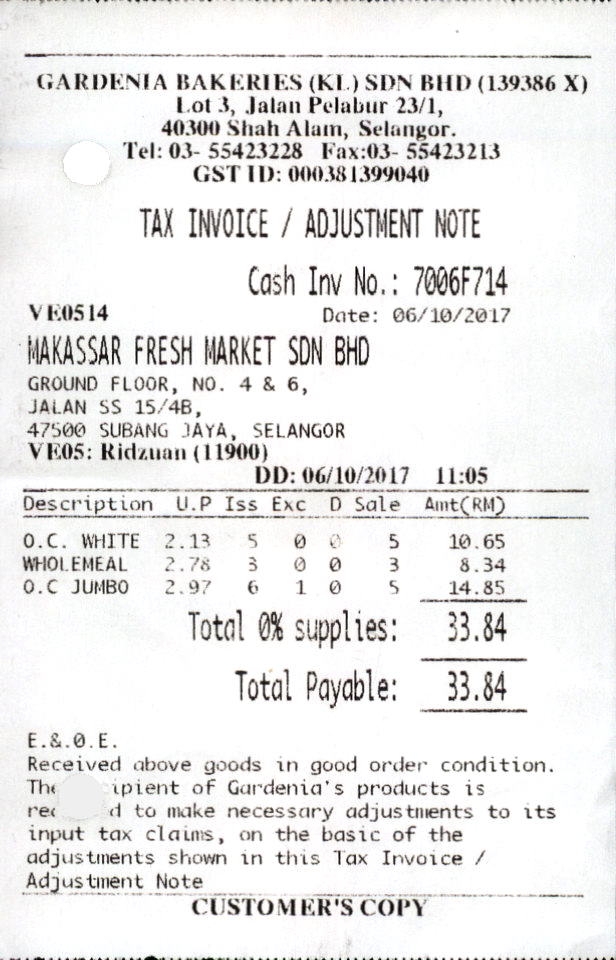 GARDENIA BAKERIES (KL) SDN BHD (139386 X)
Lot 3, Jalan Pelabur 23/1,
40300 Shah Alam, Selangor.
Tel: 03- 55423228 Fax:03- 55423213
GST ID: 000381399040
TAX INVOICE / ADJUSTMENT NOTE
Cash Inv No.: 7006F714
VE0514 Date: 06/10/2017
MAKASSAR FRESH MARKET SDN BHD
GROUND FLOOR, NO. 4 & 6,
JALAN SS 15/4B,
47500 SUBANG JAYA, SELANGOR
VE05: Ridzuan (11900)
DD: 06/10/2017 11:05
Description U.P Iss Exc D Sale Amt(RM)
O.C. WHITE 2.13 5 0 0 5 10.65
WHOLEMEAL 2.78 3 0 0 3 8.34
O.C JUMBO 2.97 6 1 0 5 14.85
Total 0% supplies: 33.84
Total Payable: 33.84
E.&.O.E.
Received above goods in good order condition.
of Gardenia's products is
to make necessary adjustments to its
input tax claims, on the basic of the
adjustments shown in this Tax Invoice /
Adjustment Note
CUSTOMER'S COPY